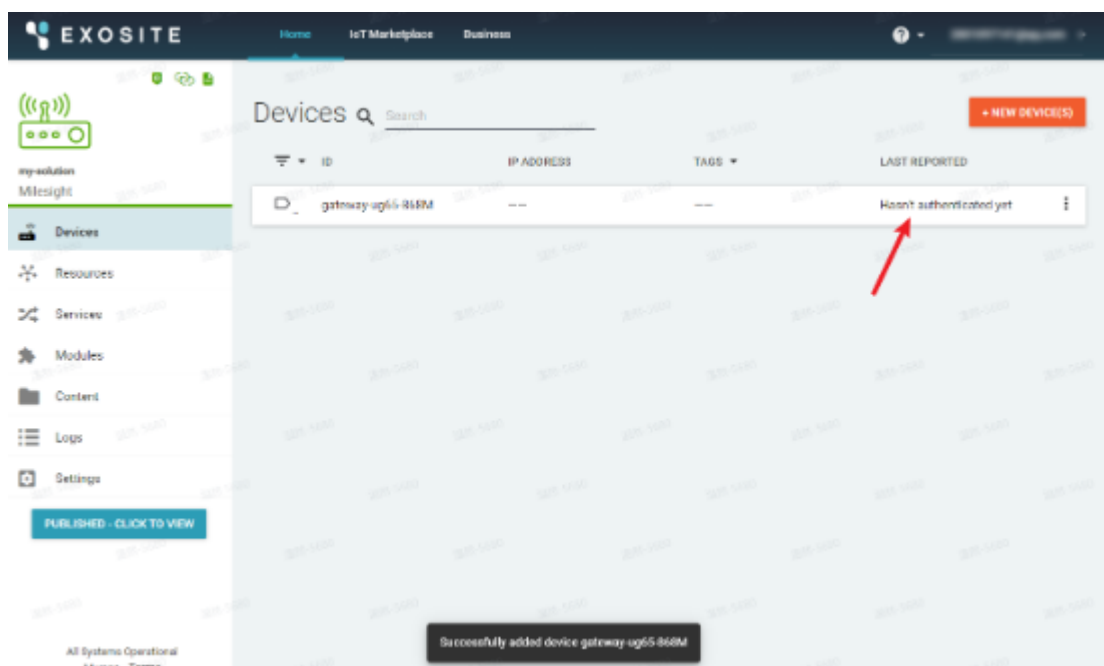 EXOSITE
Home IoT Marketplace Business
my-solution
Milesight
Devices Search
+ NEW DEVICE(S)
ID IP ADDRESS TAGS LAST REPORTED
gateway-ug65-868M -- -- Hasn't authenticated yet
Devices
Resources
Services
Modules
Content
Logs
Settings
PUBLISHED - CLICK TO VIEW
Successfully added device gateway-ug65-868M
All Systems Operational